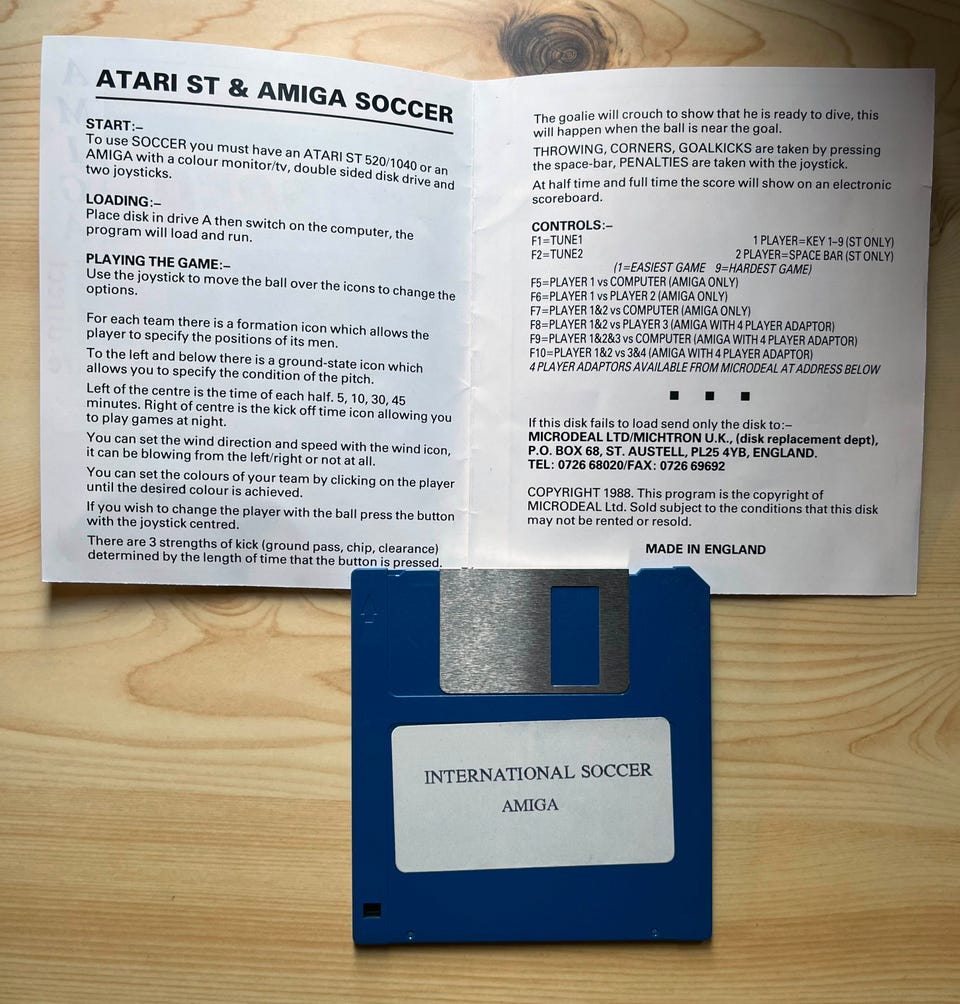 ATARI ST & AMIGA SOCCER
START:–
To use SOCCER you must have an ATARI ST 520/1040 or an
AMIGA with a colour monitor/tv, double sided disk drive and
two joysticks.
LOADING:–
Place disk in drive A then switch on the computer, the
program will load and run.
PLAYING THE GAME:–
Use the joystick to move the ball over the icons to change the
options.
For each team there is a formation icon which allows the
player to specify the positions of its men.
To the left and below there is a ground-state icon which
allows you to specify the condition of the pitch.
Left of the centre is the time of each half. 5, 10, 30, 45
minutes. Right of centre is the kick off time icon allowing you
to play games at night.
You can set the wind direction and speed with the wind icon,
it can be blowing from the left/right or not at all.
You can set the colours of your team by clicking on the player
until the desired colour is achieved.
If you wish to change the player with the ball press the button
with the joystick centred.
There are 3 strengths of kick (ground pass, chip, clearance)
determined by the length of time that the button is pressed.
The goalie will crouch to show that he is ready to dive, this
will happen when the ball is near the goal.
THROWING, CORNERS, GOALKICKS are taken by pressing
the space-bar, PENALTIES are taken with the joystick.
At half time and full time the score will show on an electronic
scoreboard.
CONTROLS:–
F1=TUNE1 1 PLAYER=KEY 1–9 (ST ONLY)
F2=TUNE2 2 PLAYER=SPACE BAR (ST ONLY)
(1=EASIEST GAME 9=HARDEST GAME)
F5=PLAYER 1 vs COMPUTER (AMIGA ONLY)
F6=PLAYER 1 vs PLAYER 2 (AMIGA ONLY)
F7=PLAYER 1&2 vs COMPUTER (AMIGA ONLY)
F8=PLAYER 1&2 vs PLAYER 3 (AMIGA WITH 4 PLAYER ADAPTOR)
F9=PLAYER 1&2&3 vs COMPUTER (AMIGA WITH 4 PLAYER ADAPTOR)
F10=PLAYER 1&2 vs 3&4 (AMIGA WITH 4 PLAYER ADAPTOR)
4 PLAYER ADAPTORS AVAILABLE FROM MICRODEAL AT ADDRESS BELOW
If this disk fails to load send only the disk to:–
MICRODEAL LTD/MICHTRON U.K., (disk replacement dept),
P.O. BOX 68, ST. AUSTELL, PL25 4YB, ENGLAND.
TEL: 0726 68020/FAX: 0726 69692
COPYRIGHT 1988. This program is the copyright of
MICRODEAL Ltd. Sold subject to the conditions that this disk
may not be rented or resold.
MADE IN ENGLAND
INTERNATIONAL SOCCER
AMIGA